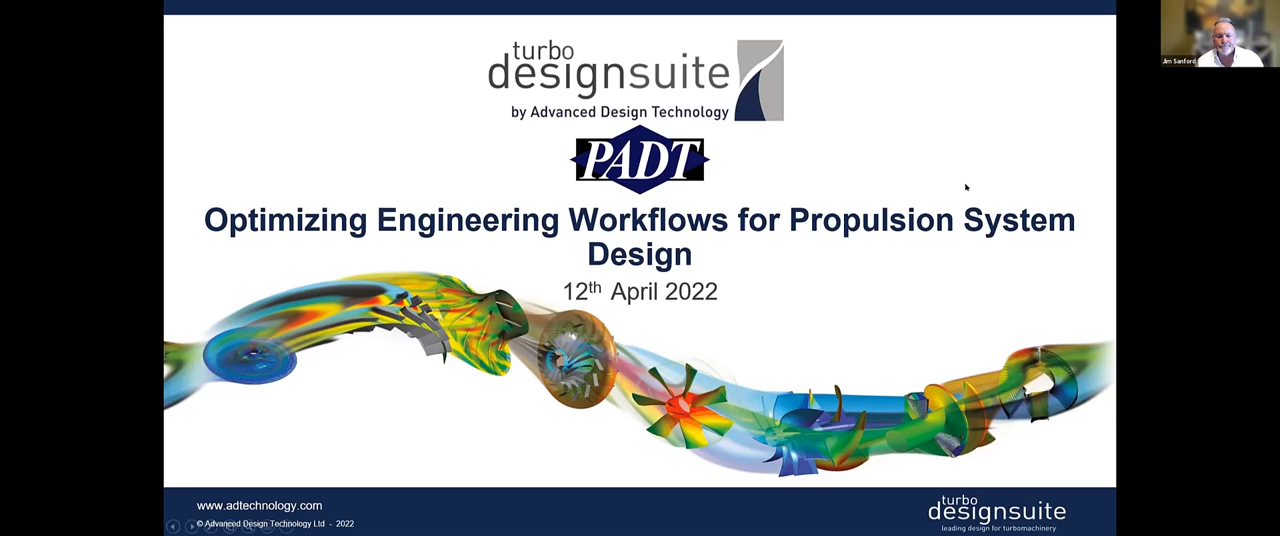 turbo
designsuite
by Advanced Design Technology
PADT
Optimizing Engineering Workflows for Propulsion System
Design
12th April 2022
www.adtechnology.com
© Advanced Design Technology Ltd - 2022
turbo
designsuite
leading design for turbomachinery
Jim Sanford